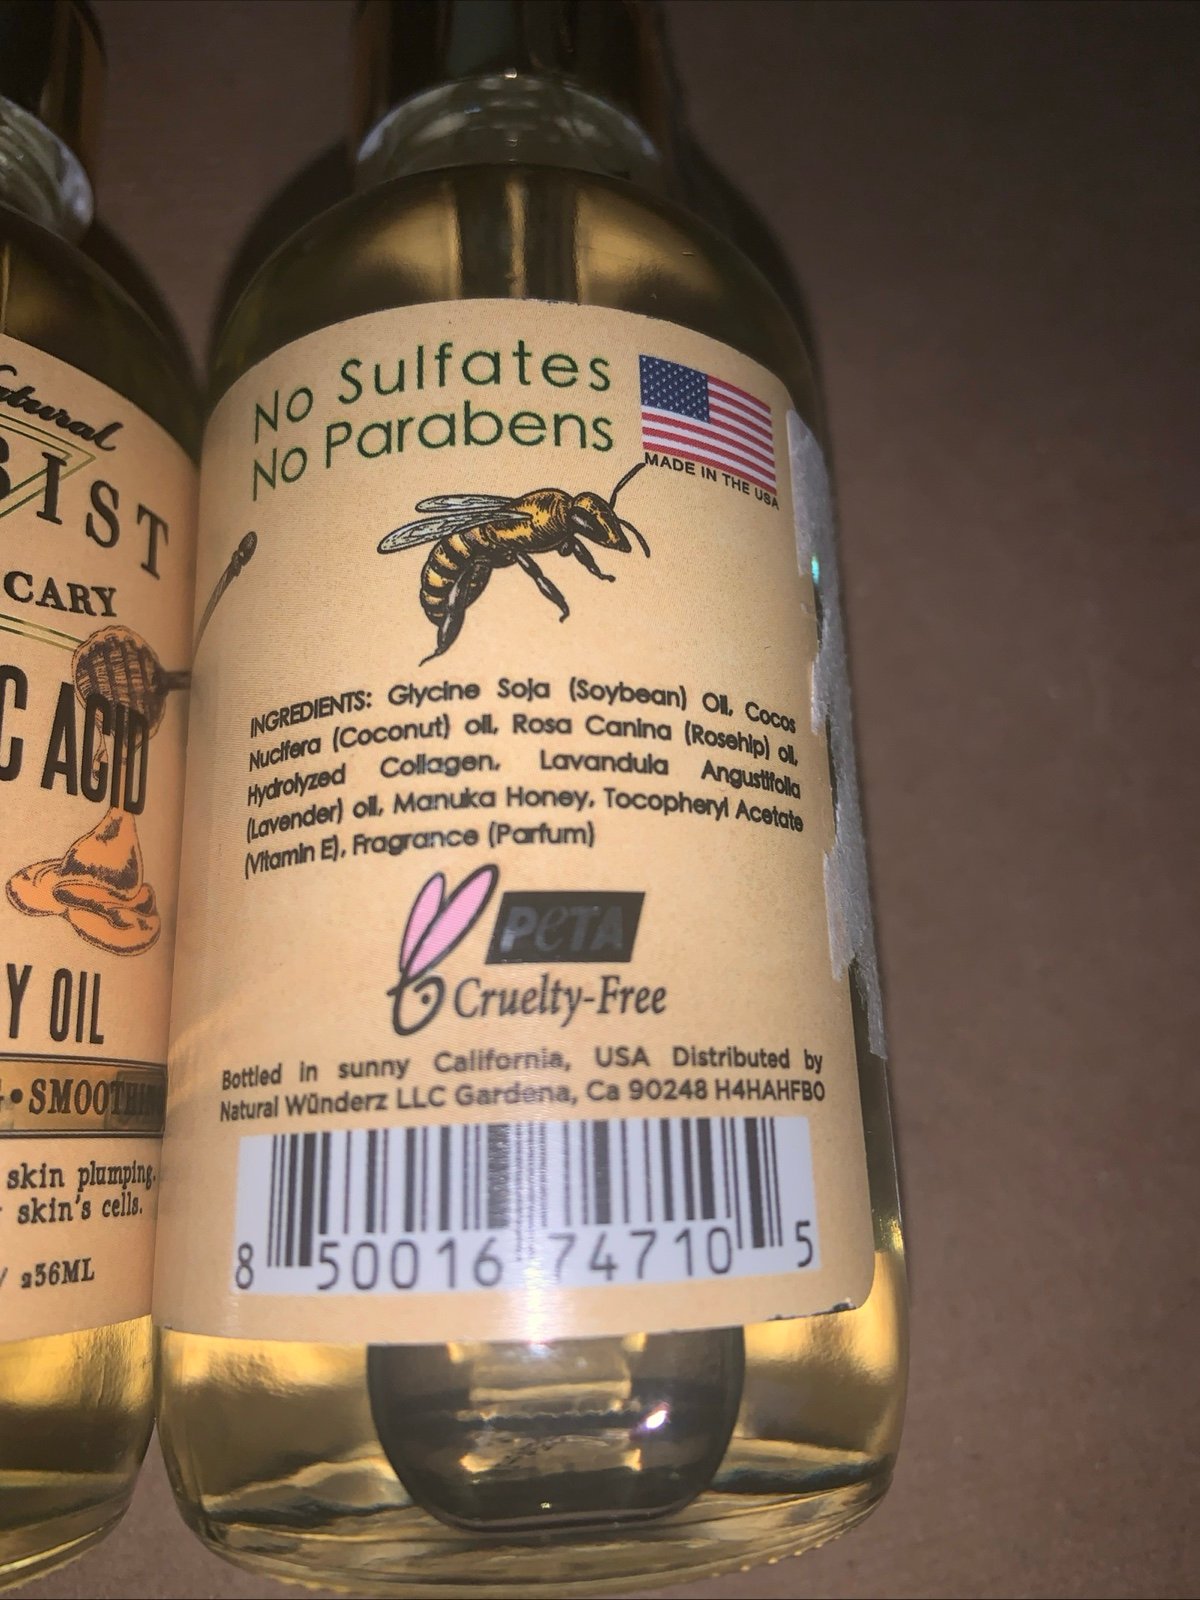 No Sulfates
No Parabens
MADE IN THE USA
INGREDIENTS: Glycine Soja (Soybean) Oil, Cocos
Nucifera (Coconut) oil, Rosa Canina (Rosehip) oil,
Hydrolyzed Collagen, Lavandula Angustifolia
(Lavender) oil, Manuka Honey, Tocopheryl Acetate
(Vitamin E), Fragrance (Parfum)
PETA
Cruelty-Free
Bottled in sunny California, USA Distributed by
Natural Wünderz LLC Gardena, Ca 90248 H4HAHFBO
8 50016 74710 5
BIST
CARY
C ACID
Y OIL
• SMOOTHING
skin plumping.
skin's cells.
/ 256ML